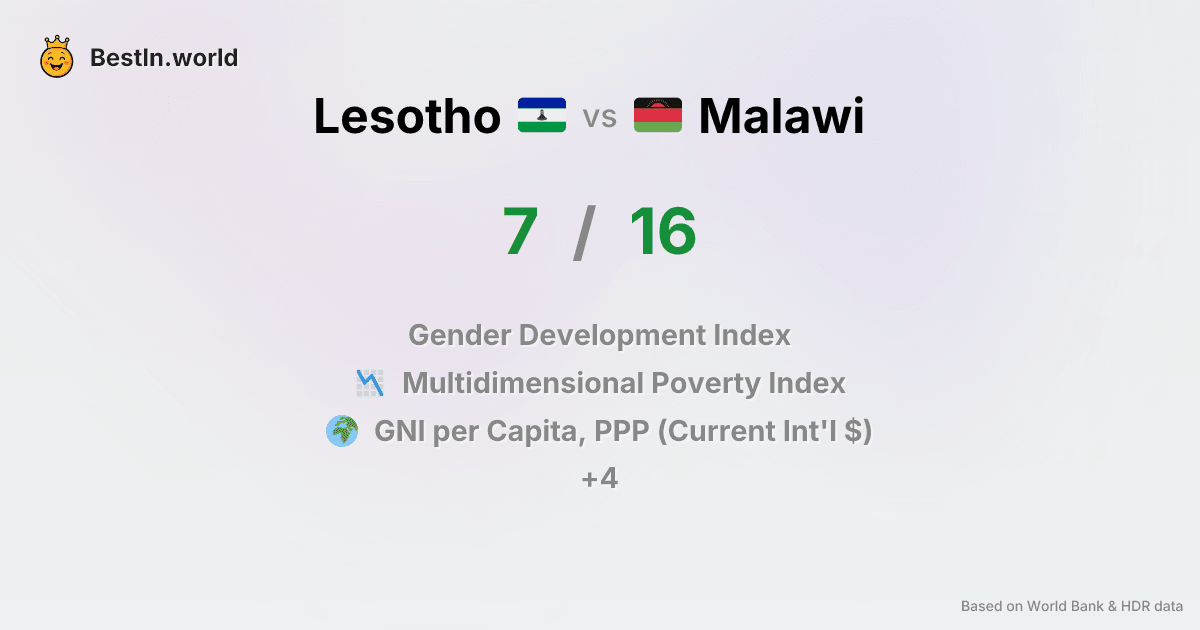 BestIn.world
Lesotho vs Malawi
7 / 16
Gender Development Index
Multidimensional Poverty Index
GNI per Capita, PPP (Current Int'l $)
+4
Based on World Bank & HDR data